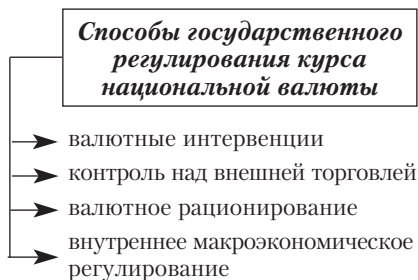 Способы государственного
регулирования курса
национальной валюты
валютные интервенции
контроль над внешней торговлей
валютное рационирование
внутреннее макроэкономическое
регулирование